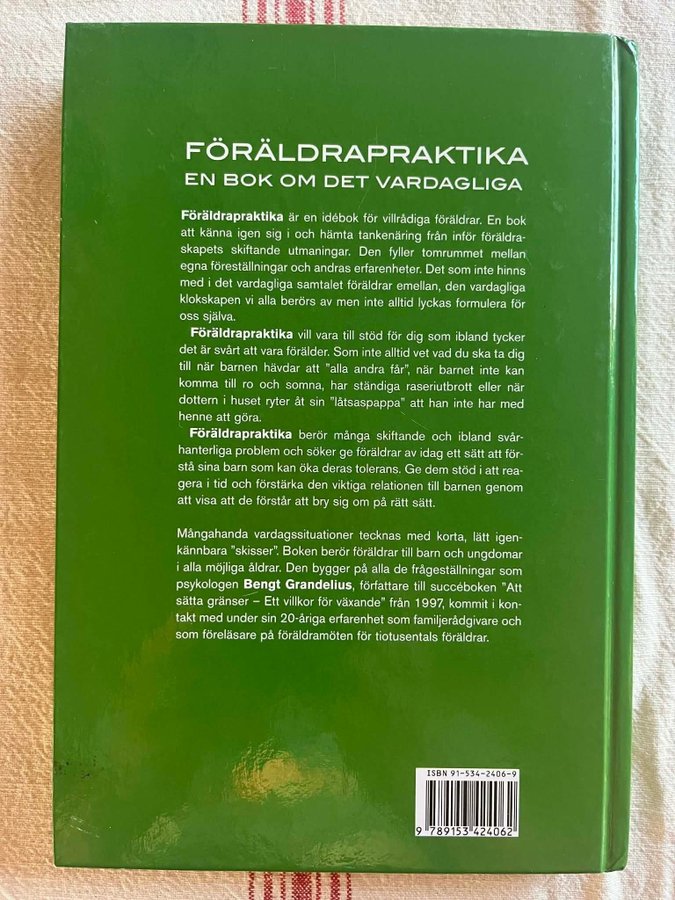 FÖRÄLDRAPRAKTIKA
EN BOK OM DET VARDAGLIGA
Föräldrapraktika är en idébok för villrådiga föräldrar. En bok
att känna igen sig i och hämta tankenäring från inför föräldra-
skapets skiftande utmaningar. Den fyller tomrummet mellan
egna föreställningar och andras erfarenheter. Det som inte hinns
med i det vardagliga samtalet föräldrar emellan, den vardagliga
klokskapen vi alla berörs av men inte alltid lyckas formulera för
oss själva.
Föräldrapraktika vill vara till stöd för dig som ibland tycker
det är svårt att vara förälder. Som inte alltid vet vad du ska ta dig
till när barnen hävdar att "alla andra får", när barnet inte kan
komma till ro och somna, har ständiga raseriutbrott eller när
dottern i huset ryter åt sin "låtsaspappa" att han inte har med
henne att göra.
Föräldrapraktika berör många skiftande och ibland svår-
hanterliga problem och söker ge föräldrar av idag ett sätt att för-
stå sina barn som kan öka deras tolerans. Ge dem stöd i att rea-
gera i tid och förstärka den viktiga relationen till barnen genom
att visa att de förstår att bry sig om på rätt sätt.
Mångahanda vardagssituationer tecknas med korta, lätt igen-
kännbara "skisser". Boken berör föräldrar till barn och ungdomar
i alla möjliga åldrar. Den bygger på alla de frågeställningar som
psykologen Bengt Grandelius, författare till succéboken "Att
sätta gränser – Ett villkor för växande" från 1997, kommit i kon-
takt med under sin 20-åriga erfarenhet som familjerådgivare och
som föreläsare på föräldramöten för tiotusentals föräldrar.
ISBN 91-534-2406-9
9 789153 424062